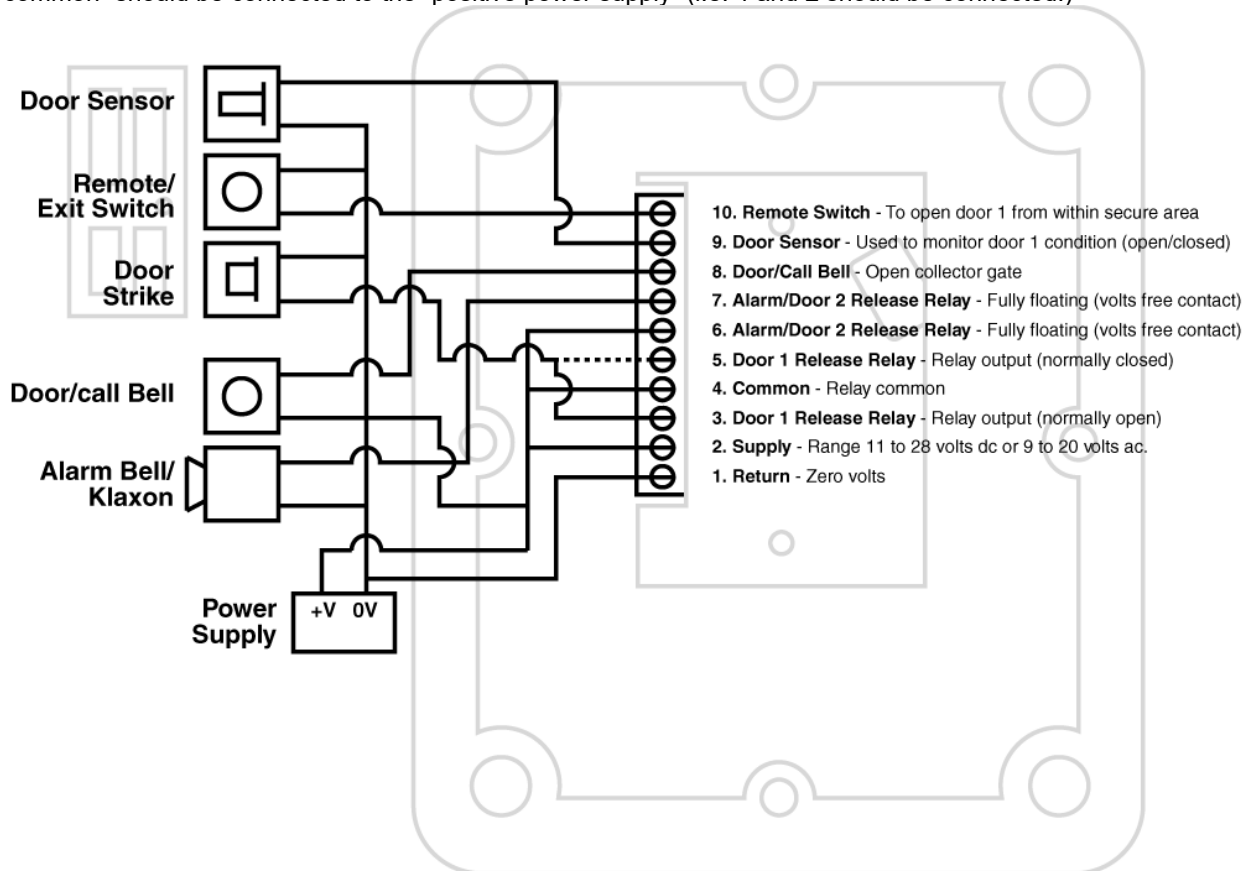 common" should be connected to the "positive power supply" (i.e. 4 and 2 should be connected.)
Door Sensor
Remote/
Exit Switch
Door
Strike
Door/call Bell
Alarm Bell/
Klaxon
Power
Supply
+V 0V
10. Remote Switch - To open door 1 from within secure area
9. Door Sensor - Used to monitor door 1 condition (open/closed)
8. Door/Call Bell - Open collector gate
7. Alarm/Door 2 Release Relay - Fully floating (volts free contact)
6. Alarm/Door 2 Release Relay - Fully floating (volts free contact)
5. Door 1 Release Relay - Relay output (normally closed)
4. Common - Relay common
3. Door 1 Release Relay - Relay output (normally open)
2. Supply - Range 11 to 28 volts dc or 9 to 20 volts ac.
1. Return - Zero volts